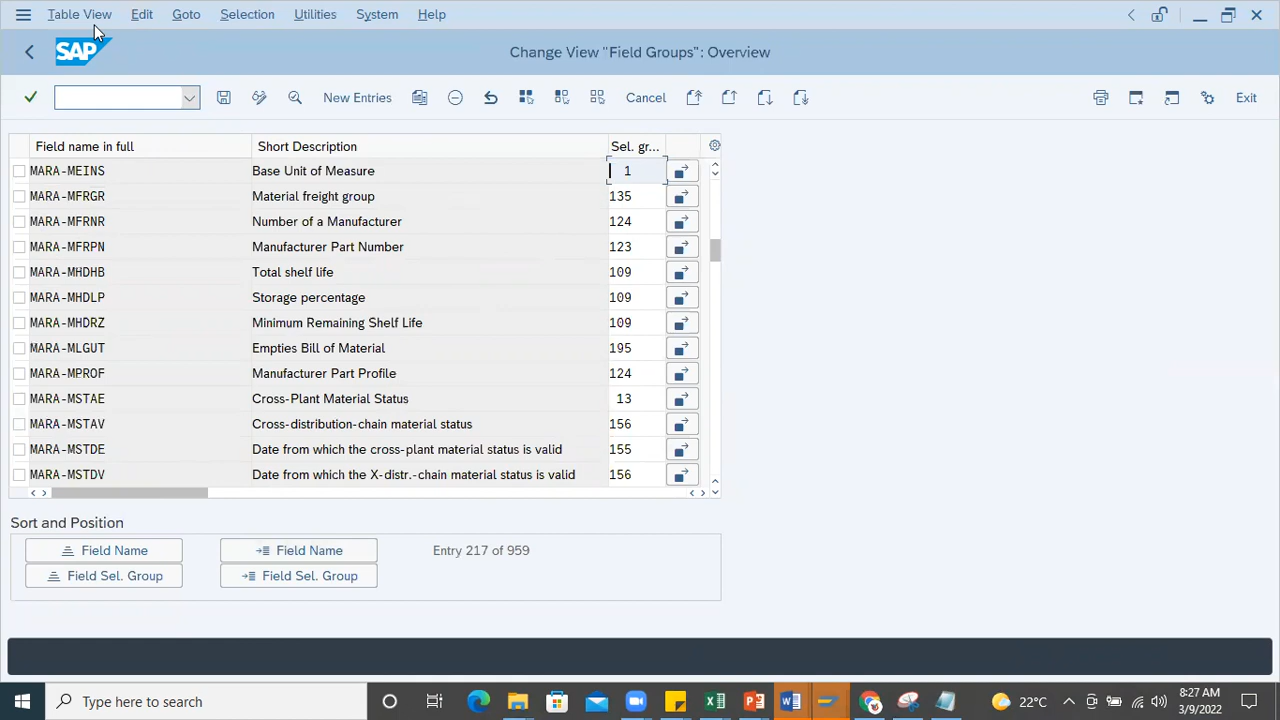 Table View Edit Goto Selection Utilities System Help
SAP Change View "Field Groups": Overview
New Entries Cancel Exit
Field name in full Short Description Sel. gr...
MARA-MEINS Base Unit of Measure 1
MARA-MFRGR Material freight group 135
MARA-MFRNR Number of a Manufacturer 124
MARA-MFRPN Manufacturer Part Number 123
MARA-MHDHB Total shelf life 109
MARA-MHDLP Storage percentage 109
MARA-MHDRZ Minimum Remaining Shelf Life 109
MARA-MLGUT Empties Bill of Material 195
MARA-MPROF Manufacturer Part Profile 124
MARA-MSTAE Cross-Plant Material Status 13
MARA-MSTAV Cross-distribution-chain material status 156
MARA-MSTDE Date from which the cross-plant material status is valid 155
MARA-MSTDV Date from which the X-distr.-chain material status is valid 156
Sort and Position
Field Name Field Name Entry 217 of 959
Field Sel. Group Field Sel. Group
Type here to search 22°C 8:27 AM
3/9/2022